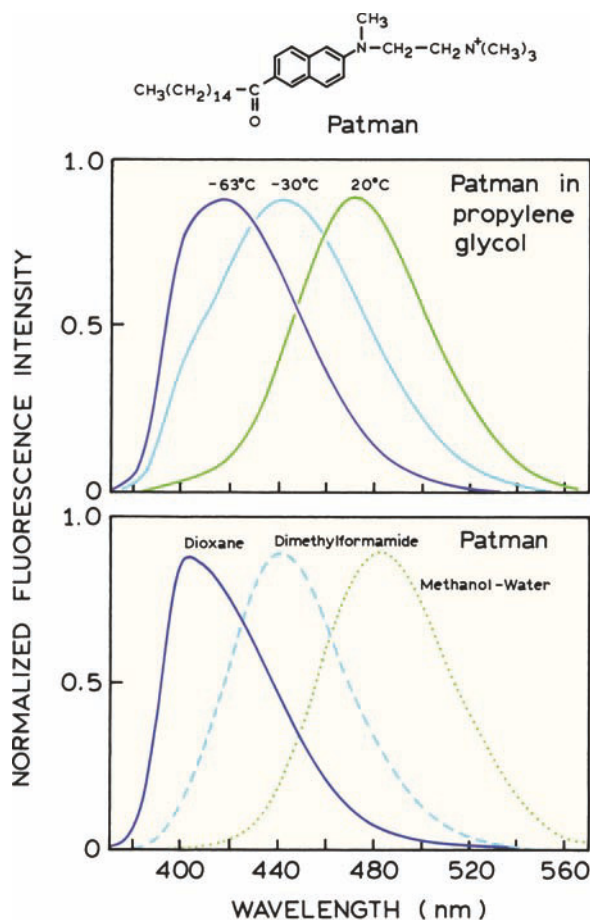 CH₃
N—CH₂—CH₂—N⁺(CH₃)₃
CH₃(CH₂)₁₄—C
O
Patman
1.0
-63°C -30°C 20°C
Patman in
propylene
glycol
0.5
0
1.0
Dioxane Dimethylformamide Patman
Methanol-Water
0.5
0
400 440 480 520 560
WAVELENGTH (nm)
NORMALIZED FLUORESCENCE INTENSITY